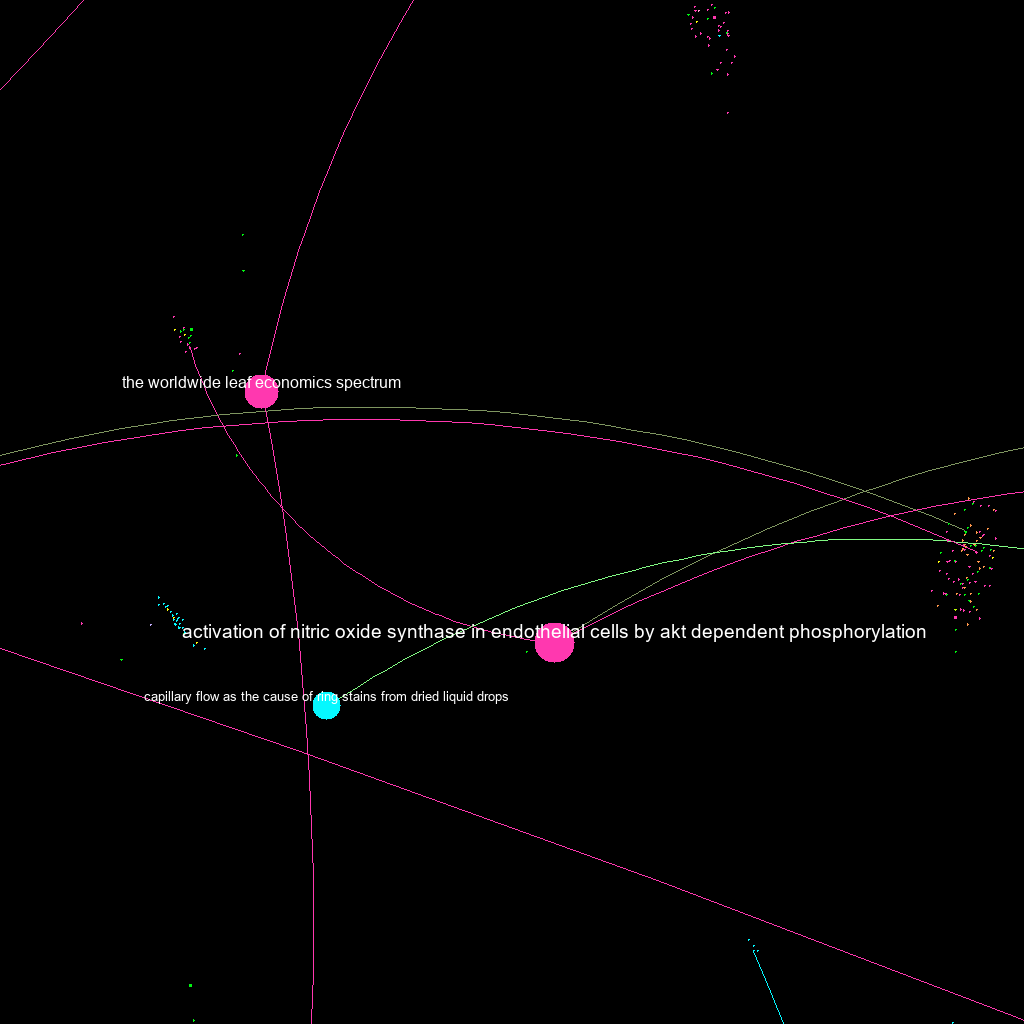 the worldwide leaf economics spectrum
activation of nitric oxide synthase in endothelial cells by akt dependent phosphorylation
capillary flow as the cause of ring stains from dried liquid drops